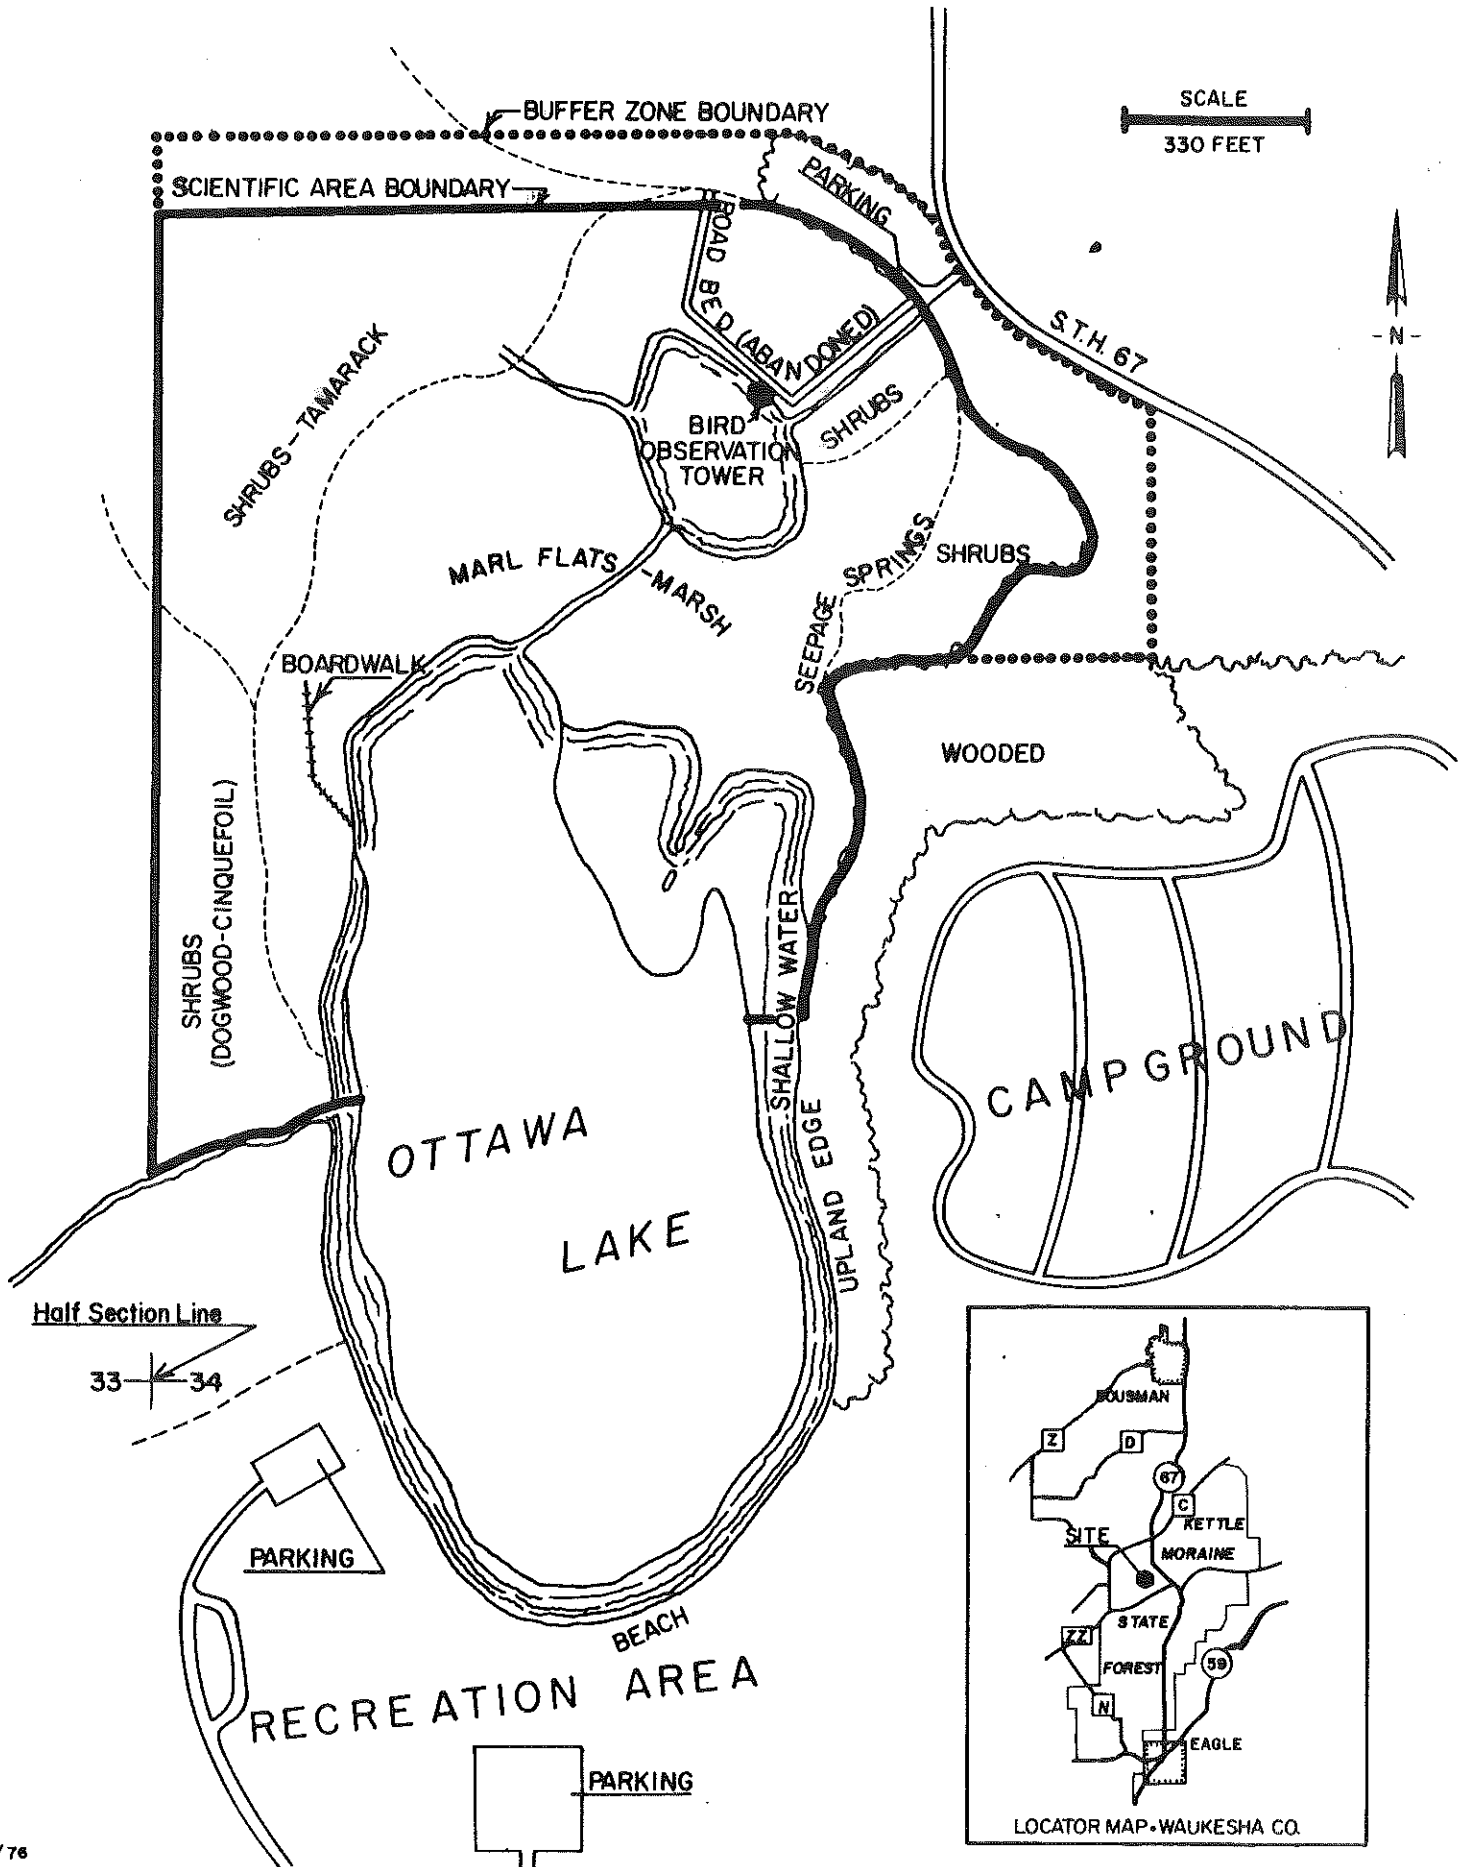 SCALE
330 FEET
BUFFER ZONE BOUNDARY
PARKING
SCIENTIFIC AREA BOUNDARY
ROAD BED (ABANDONED)
S.T.H. 67
-N-
SHRUBS-TAMARACK
SHRUBS
BIRD
OBSERVATION
TOWER
MARL FLATS-MARSH
SEEPAGE SPRINGS
SHRUBS
BOARDWALK
WOODED
SHRUBS
(DOGWOOD-CINQUEFOIL)
SHALLOW WATER
CAMPGROUND
OTTAWA
LAKE
UPLAND EDGE
Half Section Line
33 34
PARKING
BEACH
RECREATION AREA
PARKING
Z
D
67
C
KETTLE
SITE
MORAINE
STATE
ZZ
FOREST
59
N
EAGLE
LOCATOR MAP·WAUKESHA CO.
/76